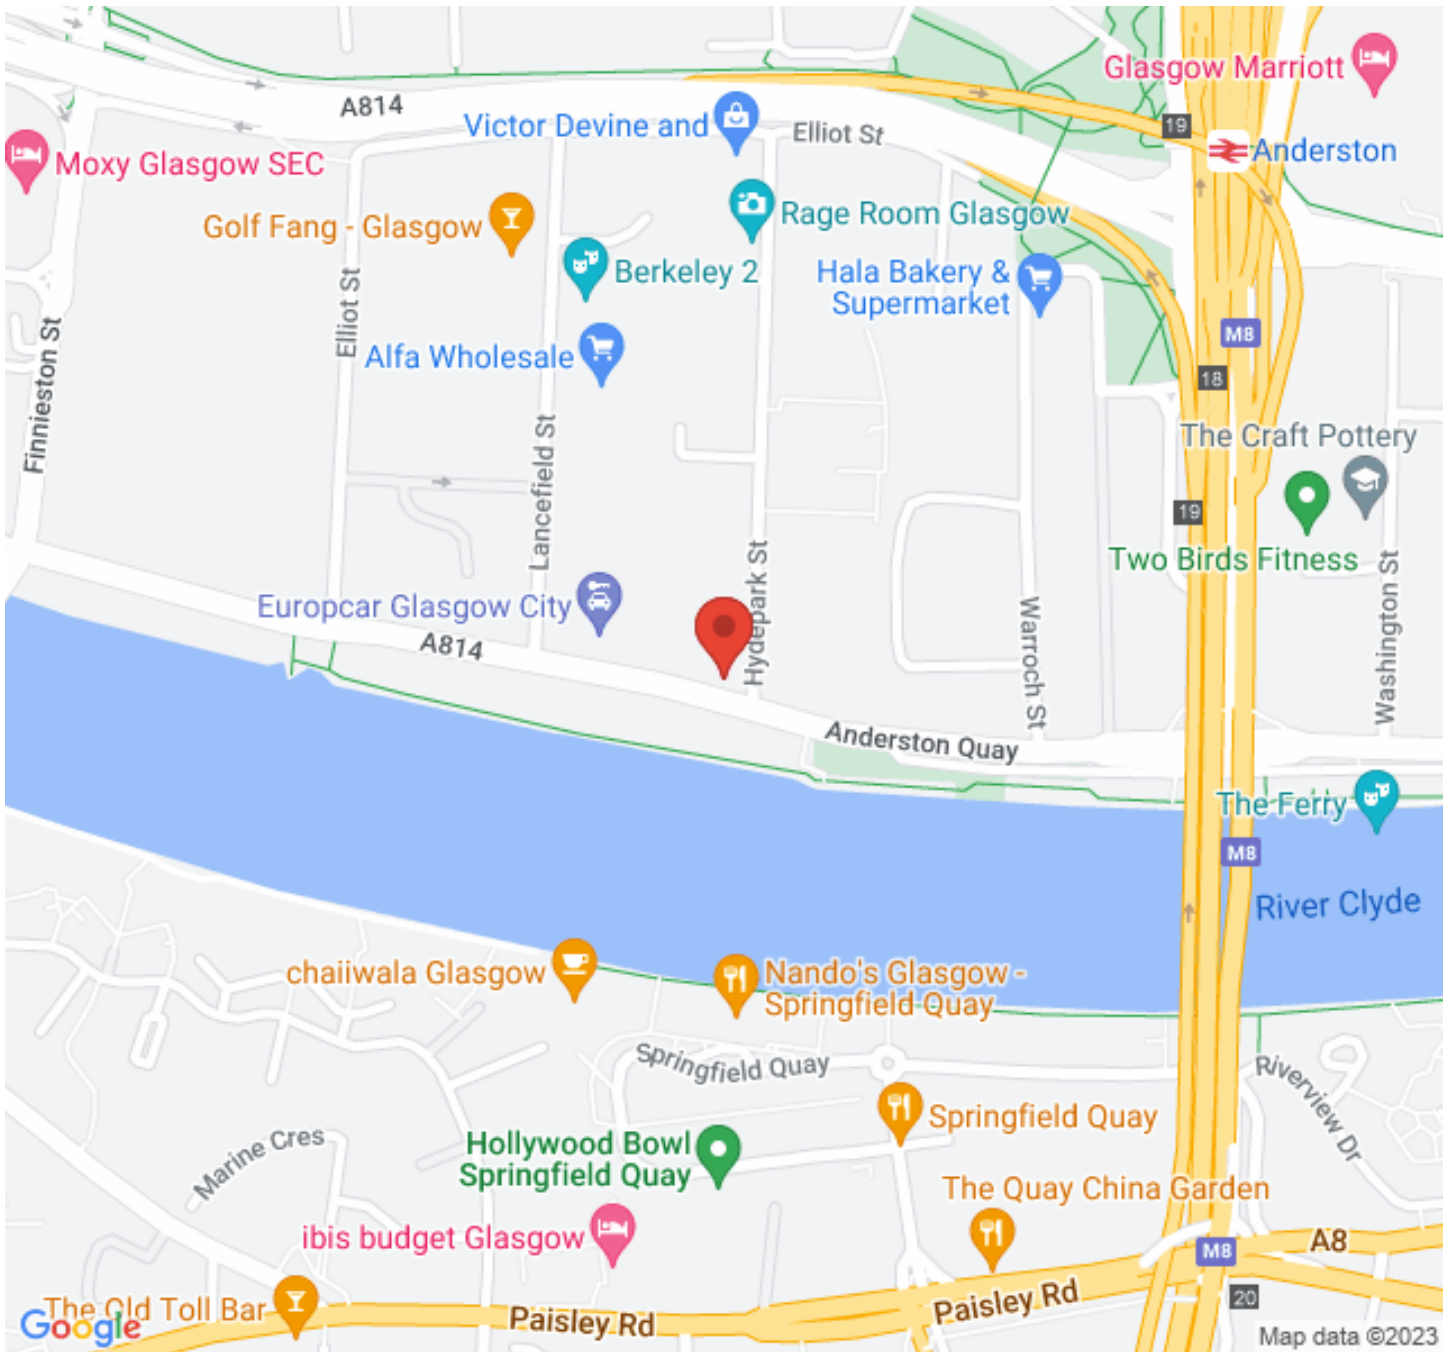 Glasgow Marriott
A814
19
Victor Devine and
Elliot St
Anderston
Moxy Glasgow SEC
Rage Room Glasgow
Golf Fang - Glasgow
Berkeley 2
Hala Bakery &
Supermarket
Elliot St
M8
Finnieston St
Alfa Wholesale
18
The Craft Pottery
Lancefield St
19
Two Birds Fitness
Hydepark St
Europcar Glasgow City
Warroch St
Washington St
A814
Anderston Quay
The Ferry
M8
River Clyde
chaiiwala Glasgow
Nando's Glasgow -
Springfield Quay
Springfield Quay
Riverview Dr
Springfield Quay
Marine Cres
Hollywood Bowl
Springfield Quay
The Quay China Garden
ibis budget Glasgow
M8
A8
The Old Toll Bar
Paisley Rd
Paisley Rd
20
Google
Map data ©2023